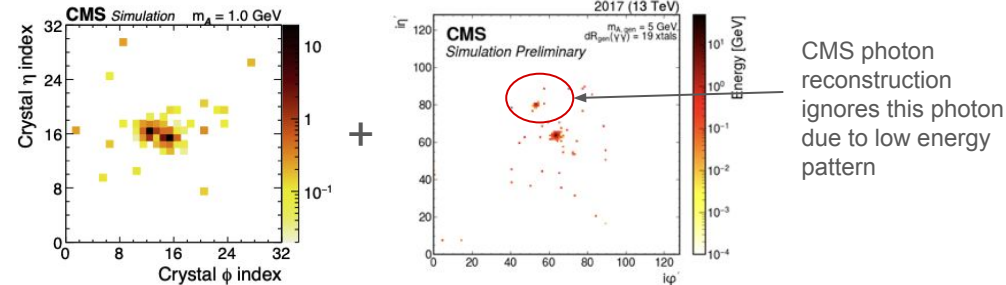 CMS Simulation m_A = 1.0 GeV
Crystal η index
32
24
16
8
0
0 8 16 24 32
Crystal ϕ index
10
1
10⁻¹
+
2017 (13 TeV)
iη'
CMS
Simulation Preliminary
m_A, gen = 5 GeV
dR_gen(γγ) = 19 xtals
120
100
80
60
40
20
0
0 20 40 60 80 100 120
iφ'
10¹
10⁻¹
10⁻²
10⁻³
10⁻⁴
Energy [GeV]
CMS photon
reconstruction
ignores this photon
due to low energy
pattern